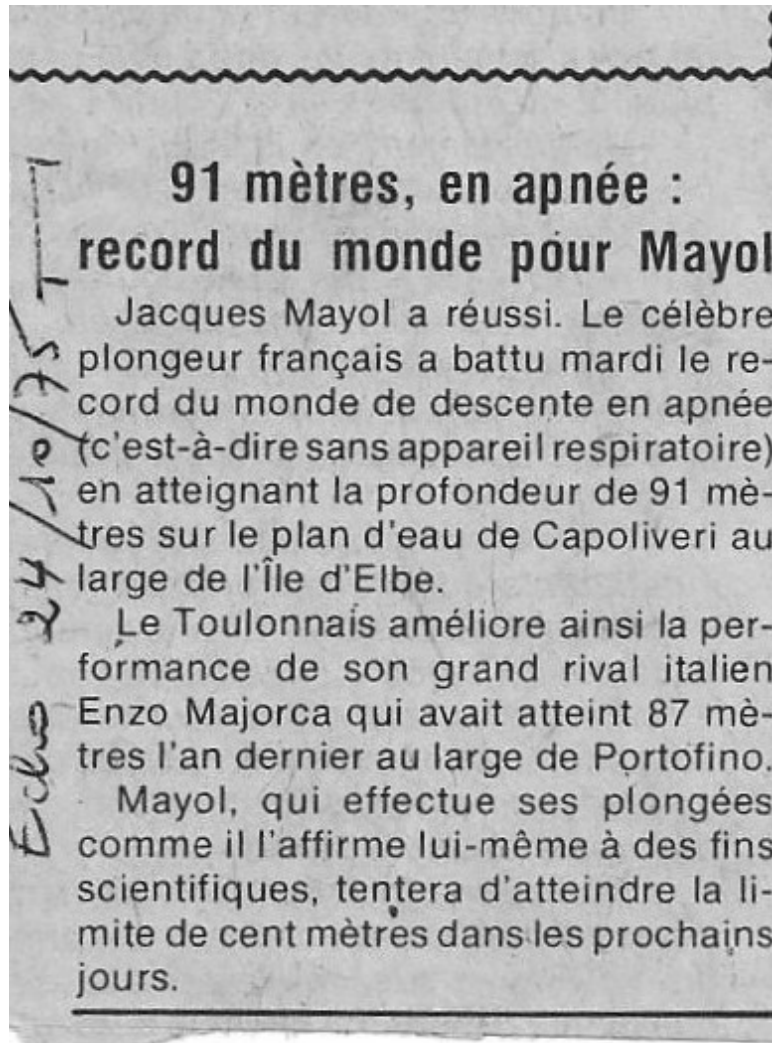 91 mètres, en apnée :
record du monde pour Mayol
Jacques Mayol a réussi. Le célèbre
plongeur français a battu mardi le re-
cord du monde de descente en apnée
(c'est-à-dire sans appareil respiratoire)
en atteignant la profondeur de 91 mè-
tres sur le plan d'eau de Capoliveri au
large de l'Île d'Elbe.
Le Toulonnais améliore ainsi la per-
formance de son grand rival italien
Enzo Majorca qui avait atteint 87 mè-
tres l'an dernier au large de Portofino.
Mayol, qui effectue ses plongées
comme il l'affirme lui-même à des fins
scientifiques, tentera d'atteindre la li-
mite de cent mètres dans les prochains
jours.
Echo 24/10/75